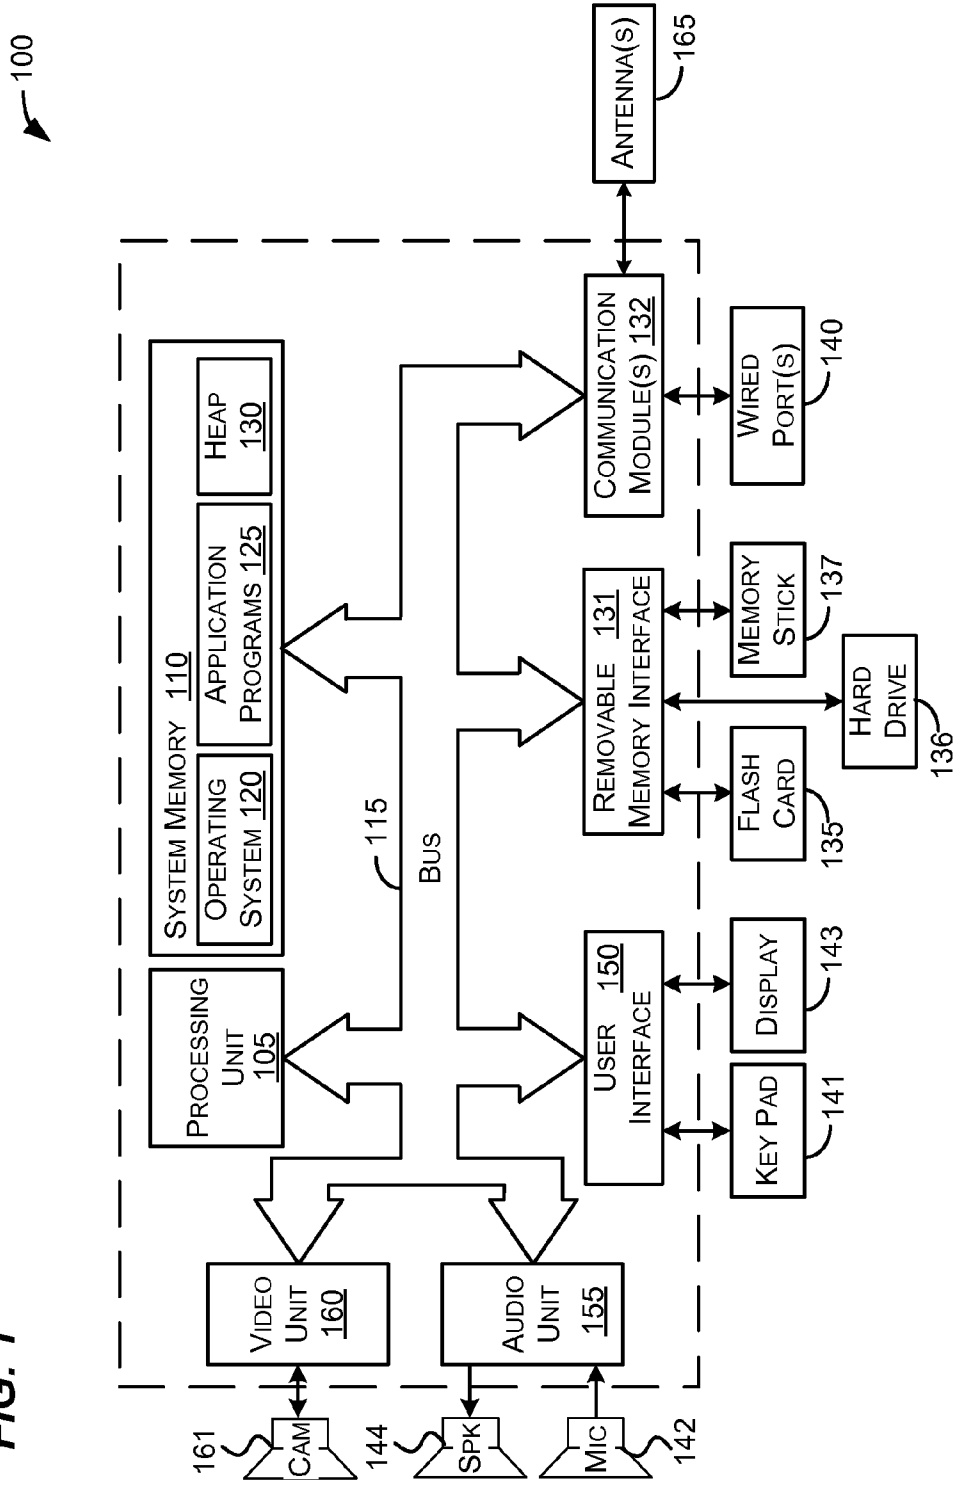 FIG. 1
100
SYSTEM MEMORY 110
PROCESSING
UNIT
105
OPERATING
SYSTEM 120
APPLICATION
PROGRAMS 125
HEAP
130
VIDEO
UNIT
160
161
CAM
115
BUS
144
SPK
AUDIO
UNIT
155
MIC
142
USER 150
INTERFACE
REMOVABLE 131
MEMORY INTERFACE
COMMUNICATION
MODULE(S) 132
ANTENNA(S)
165
KEY PAD
141
DISPLAY
143
FLASH
CARD
135
HARD
DRIVE
136
MEMORY
STICK
137
WIRED
PORT(S)
140